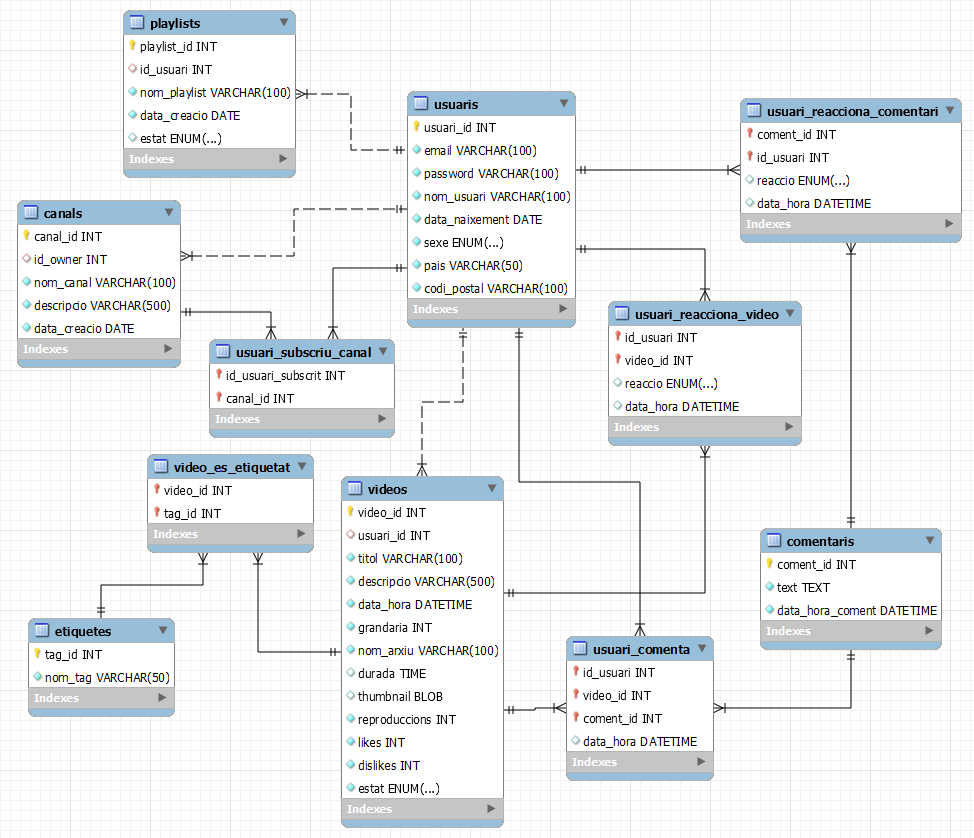 playlists
playlist_id INT
id_usuari INT
nom_playlist VARCHAR(100)
data_creacio DATE
estat ENUM(...)
Indexes
usuaris
usuari_id INT
email VARCHAR(100)
password VARCHAR(100)
nom_usuari VARCHAR(100)
data_naixement DATE
sexe ENUM(...)
pais VARCHAR(50)
codi_postal VARCHAR(100)
Indexes
usuari_reacciona_comentari
coment_id INT
id_usuari INT
reaccio ENUM(...)
data_hora DATETIME
Indexes
canals
canal_id INT
id_owner INT
nom_canal VARCHAR(100)
descripcio VARCHAR(500)
data_creacio DATE
Indexes
usuari_reacciona_video
id_usuari INT
video_id INT
reaccio ENUM(...)
data_hora DATETIME
Indexes
usuari_subscriu_canal
id_usuari_subscrit INT
canal_id INT
Indexes
video_es_etiquetat
video_id INT
tag_id INT
Indexes
videos
video_id INT
usuari_id INT
titol VARCHAR(100)
descripcio VARCHAR(500)
data_hora DATETIME
grandaria INT
nom_arxiu VARCHAR(100)
durada TIME
thumbnail BLOB
reproduccions INT
likes INT
dislikes INT
estat ENUM(...)
Indexes
comentaris
coment_id INT
text TEXT
data_hora_coment DATETIME
Indexes
etiquetes
tag_id INT
nom_tag VARCHAR(50)
Indexes
usuari_comenta
id_usuari INT
video_id INT
coment_id INT
data_hora DATETIME
Indexes